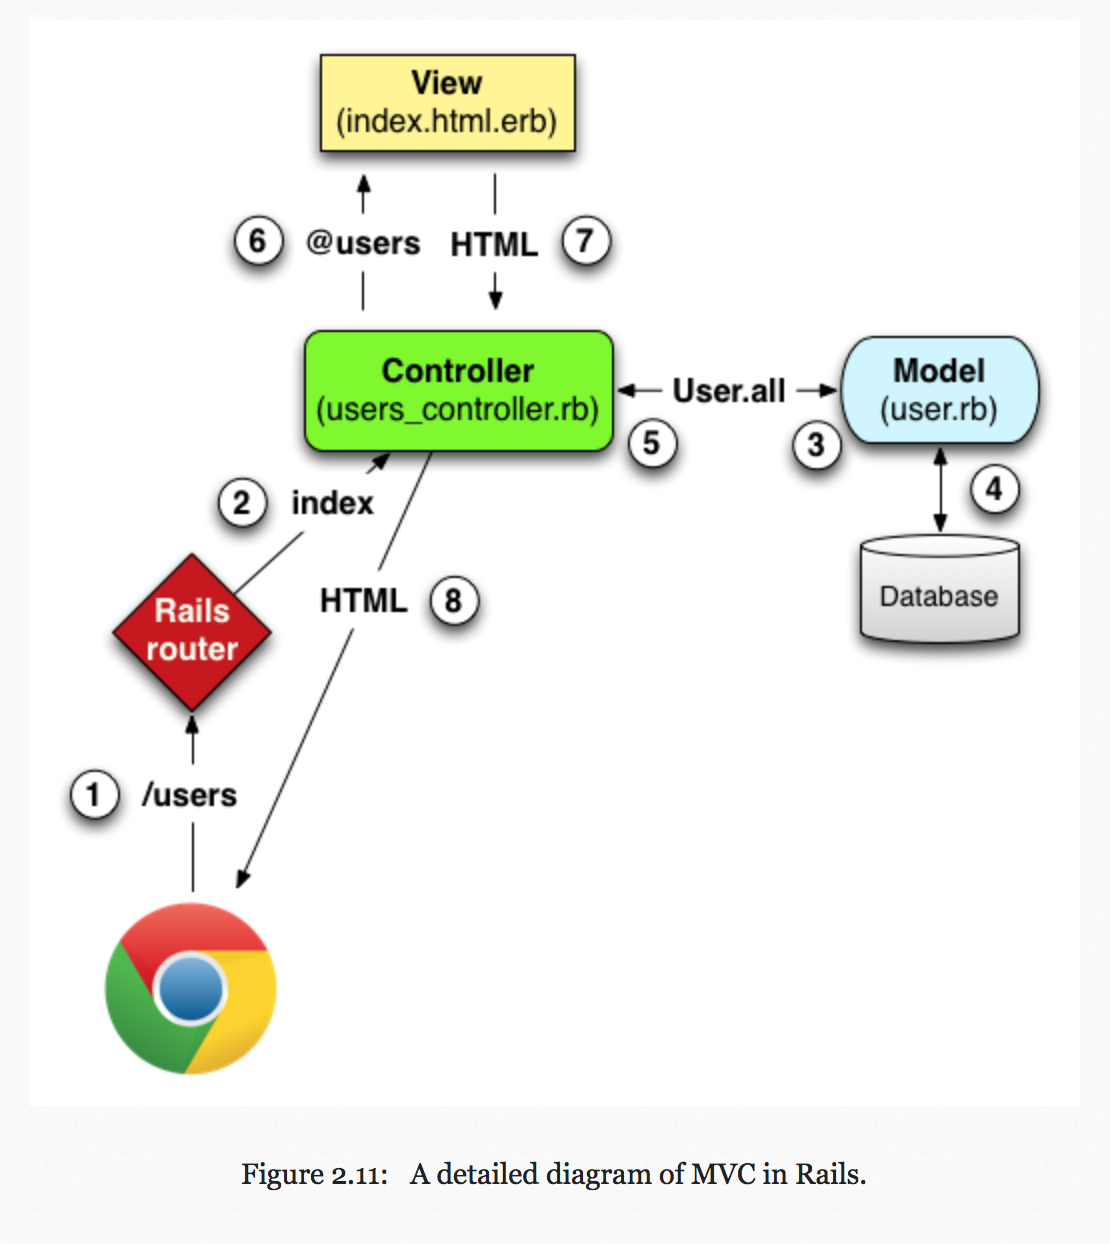 View
(index.html.erb)
6 @users HTML 7
Controller
(users_controller.rb)
User.all
Model
(user.rb)
5 3
4
2 index
Database
HTML 8
Rails
router
1 /users
Figure 2.11: A detailed diagram of MVC in Rails.